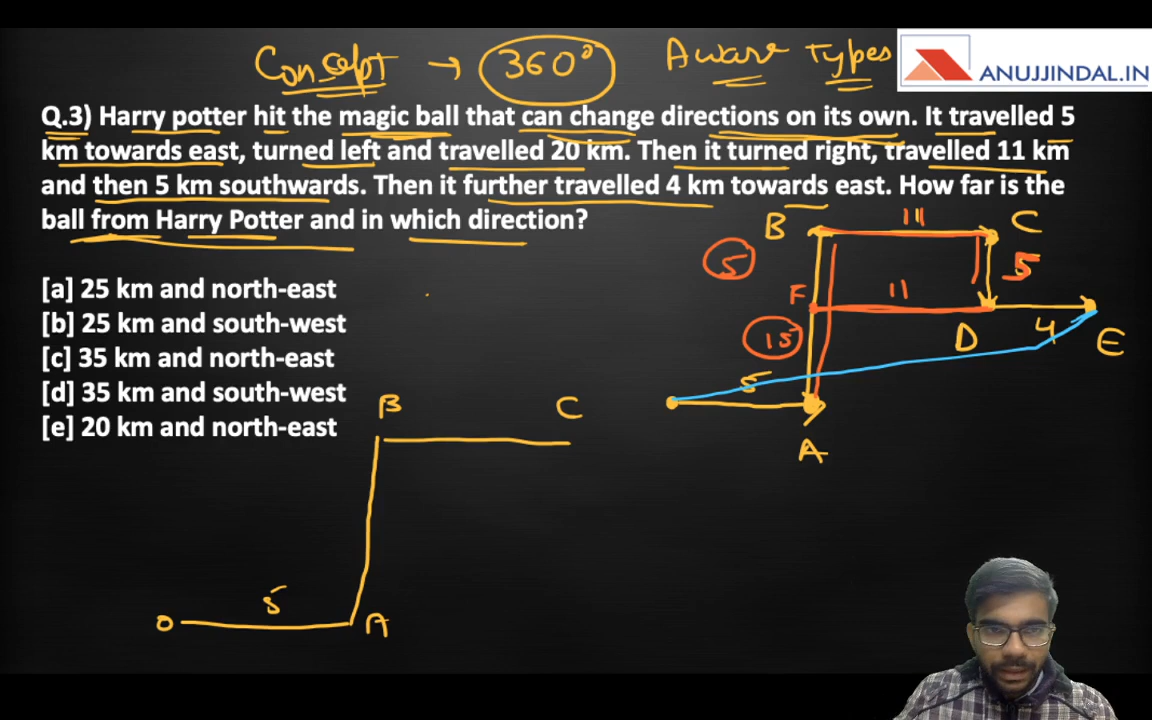 Concept → 360° Aware Types
ANUJJINDAL.IN
Q.3) Harry potter hit the magic ball that can change directions on its own. It travelled 5
km towards east, turned left and travelled 20 km. Then it turned right, travelled 11 km
and then 5 km southwards. Then it further travelled 4 km towards east. How far is the
ball from Harry Potter and in which direction?
[a] 25 km and north-east
[b] 25 km and south-west
[c] 35 km and north-east
[d] 35 km and south-west
[e] 20 km and north-east
B 11 C
5 5
F 11
15 D 4 E
5
A
B C
5
O A